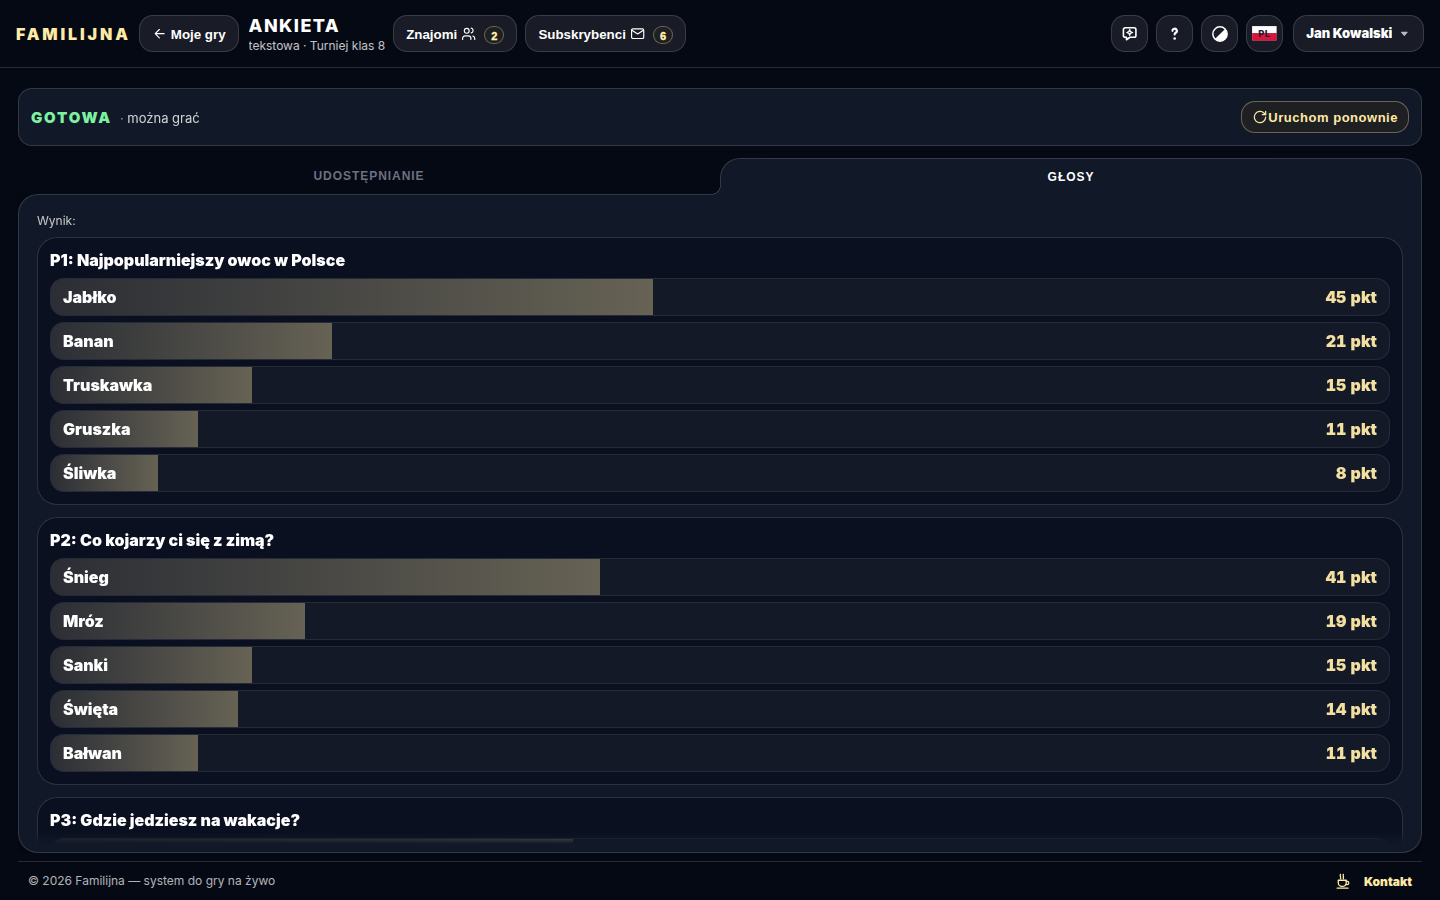 FAMILIJNA
← Moje gry
ANKIETA
tekstowa · Turniej klas 8
Znajomi 2
Subskrybenci 6
?
PL
Jan Kowalski
GOTOWA · można grać
Uruchom ponownie
UDOSTĘPNIANIE
GŁOSY
Wynik:
P1: Najpopularniejszy owoc w Polsce
Jabłko 45 pkt
Banan 21 pkt
Truskawka 15 pkt
Gruszka 11 pkt
Śliwka 8 pkt
P2: Co kojarzy ci się z zimą?
Śnieg 41 pkt
Mróz 19 pkt
Sanki 15 pkt
Święta 14 pkt
Bałwan 11 pkt
P3: Gdzie jedziesz na wakacje?
© 2026 Familijna — system do gry na żywo
Kontakt